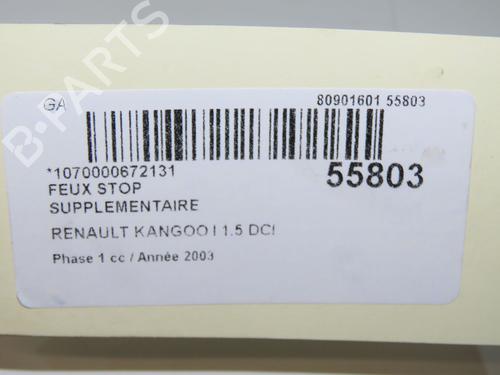 GA 80901601 55803
*1070000672131 55803
FEUX STOP
SUPPLEMENTAIRE
RENAULT KANGOO I 1.5 DCI
Phase 1 cc / Année 2003
B-PARTS